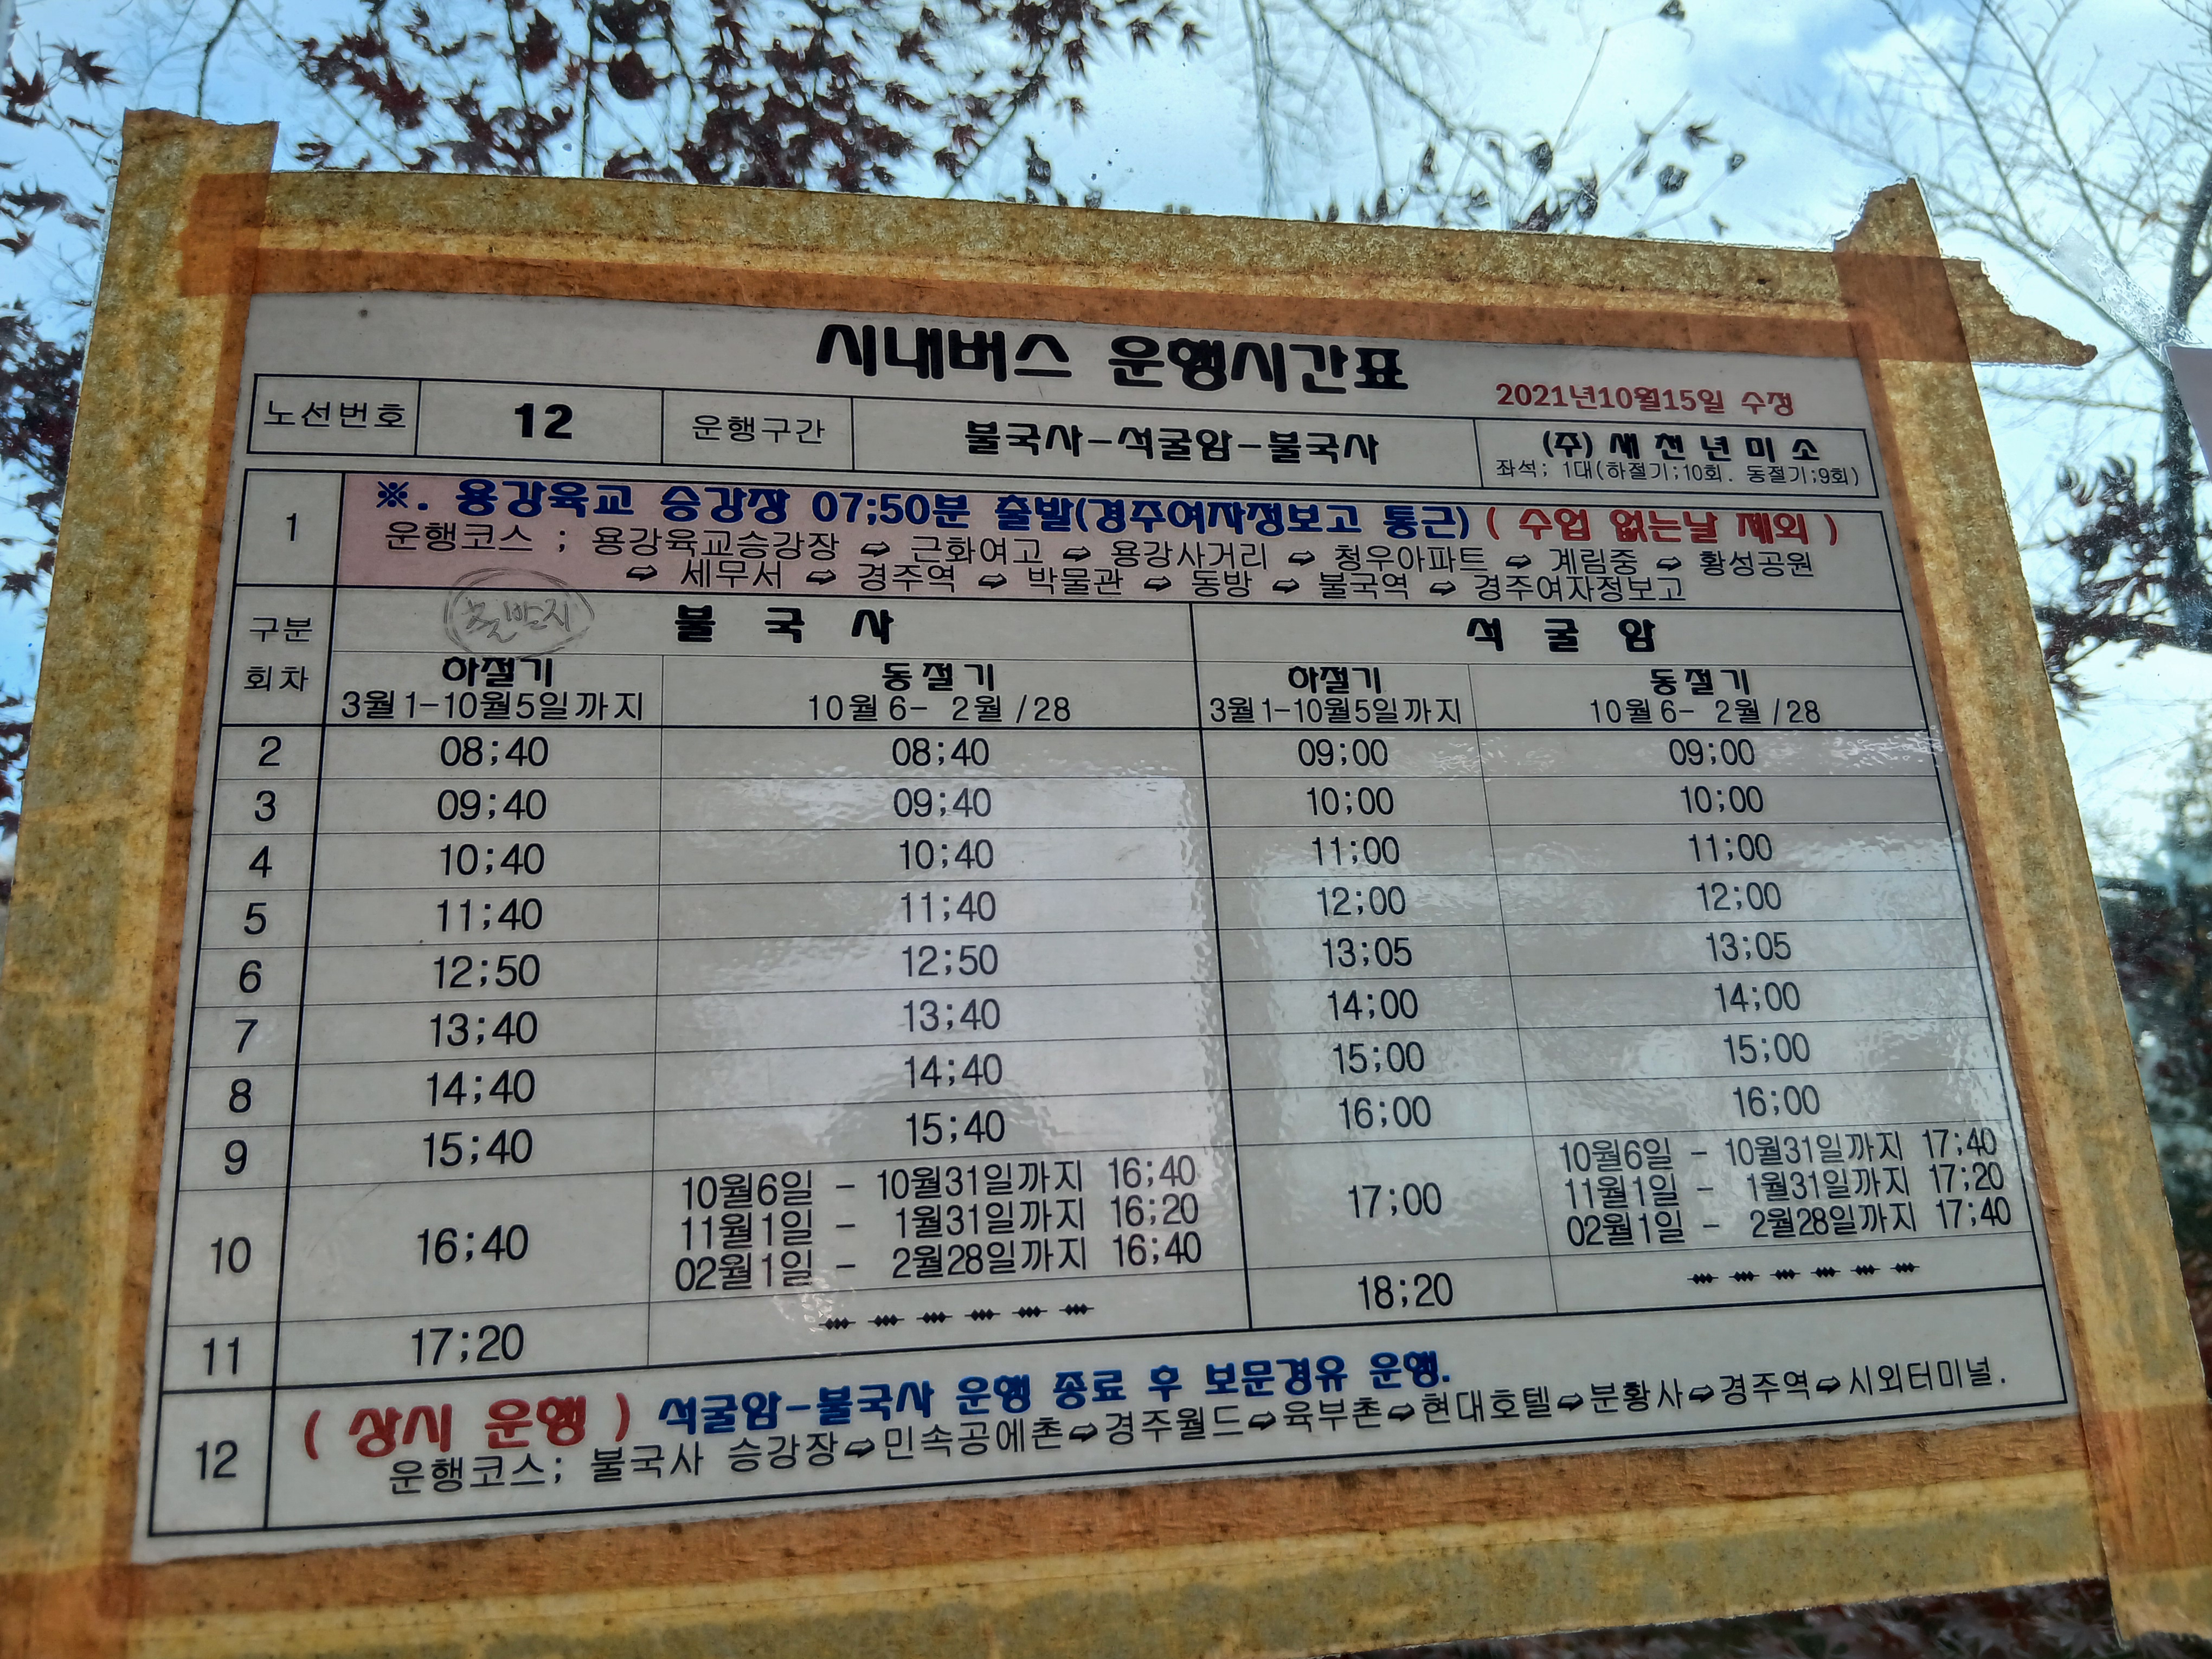 시내버스 운행시간표
2021년10월15일 수정
노선번호 12 운행구간 불국사-석굴암-불국사 (주) 새천년미소
좌석; 1대(하절기;10회. 동절기;9회)
1 ※. 용강육교 승강장 07;50분 출발(경주여자정보고 통근) ( 수업 없는날 제외 )
운행코스 ; 용강육교승강장 ➪ 근화여고 ➪ 용강사거리 ➪ 청우아파트 ➪ 계림중 ➪ 황성공원
➪ 세무서 ➪ 경주역 ➪ 박물관 ➪ 동방 ➪ 불국역 ➪ 경주여자정보고
구분 불 국 사 석 굴 암
회차 하절기 동절기 하절기 동절기
3월1-10월5일까지 10월 6- 2월 /28 3월1-10월5일까지 10월 6- 2월 /28
2 08;40 08;40 09;00 09;00
3 09;40 09;40 10;00 10;00
4 10;40 10;40 11;00 11;00
5 11;40 11;40 12;00 12;00
6 12;50 12;50 13;05 13;05
7 13;40 13;40 14;00 14;00
8 14;40 14;40 15;00 15;00
9 15;40 15;40 16;00 16;00
10 16;40 10월6일 - 10월31일까지 16;40 17;00 10월6일 - 10월31일까지 17;40
11월1일 - 1월31일까지 16;20 11월1일 - 1월31일까지 17;20
02월1일 - 2월28일까지 16;40 02월1일 - 2월28일까지 17;40
11 17;20 18;20
12 ( 상시 운행 ) 석굴암-불국사 운행 종료 후 보문경유 운행.
운행코스; 불국사 승강장➪민속공예촌➪경주월드➪육부촌➪현대호텔➪분황사➪경주역➪시외터미널.